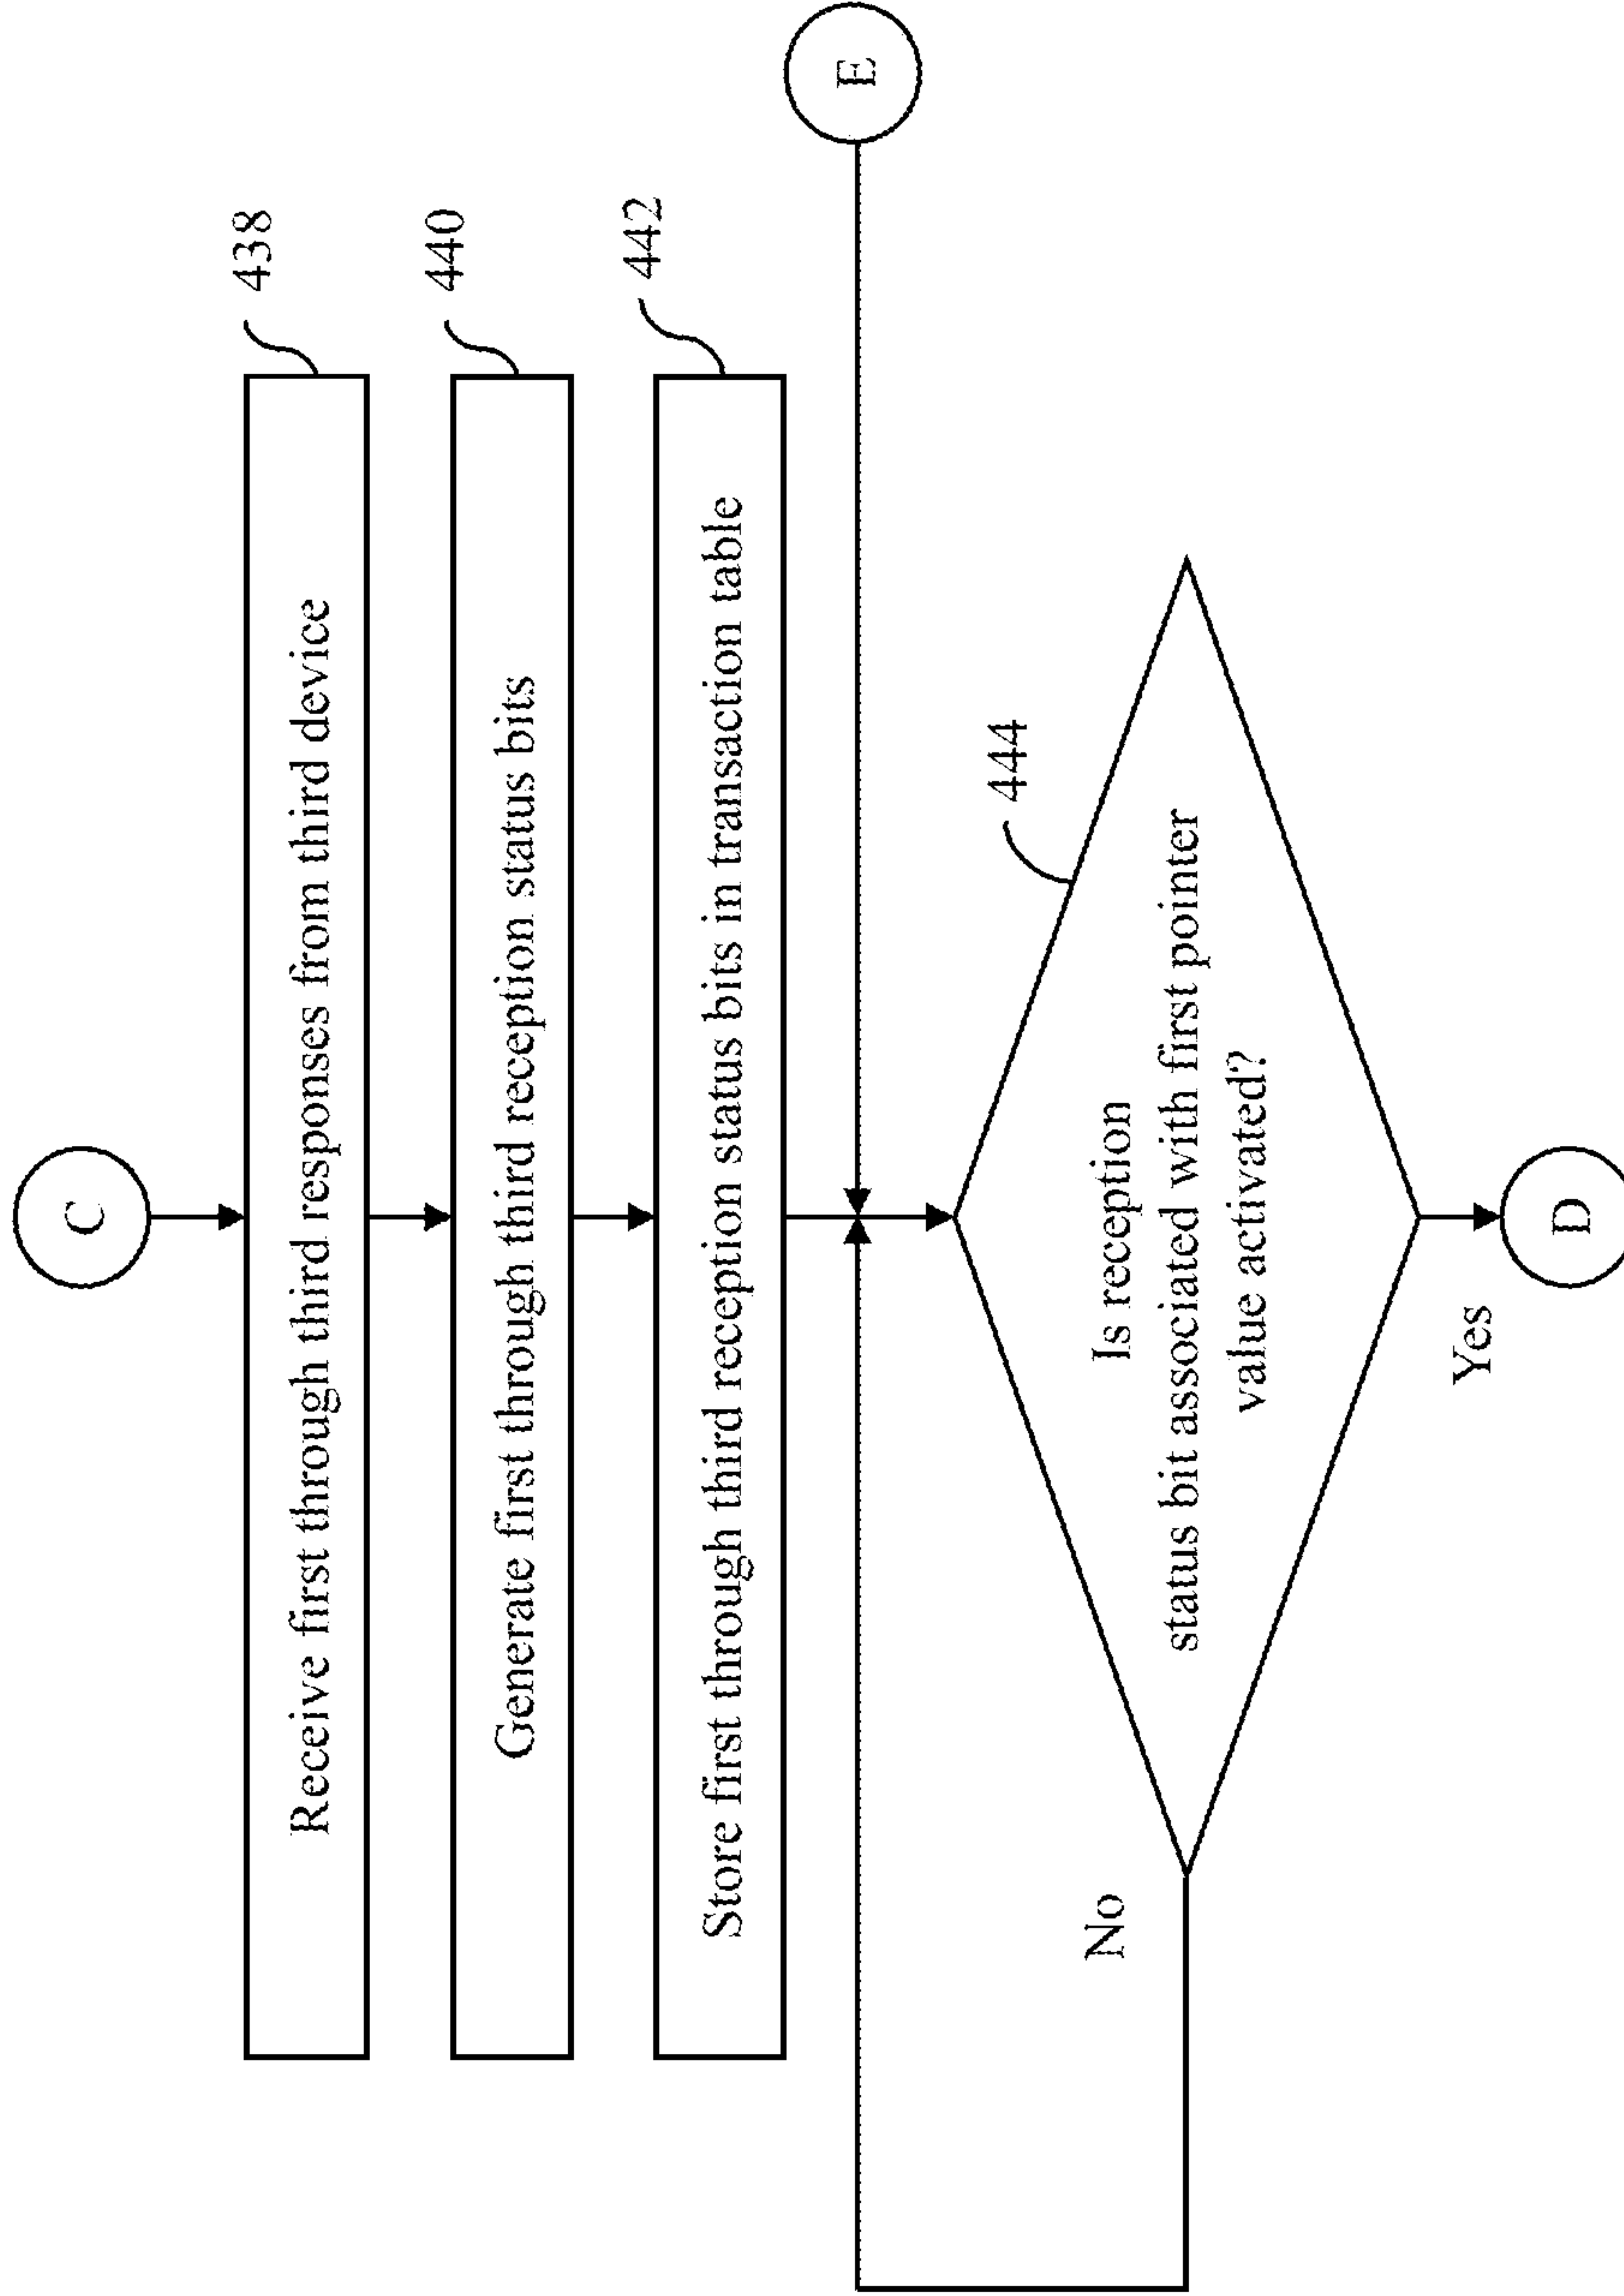 C
438
Receive first through third responses from third device
440
Generate first through third reception status bits
442
Store first through third reception status bits in transaction table
E
444
Is reception
status bit associated with first pointer
value activated?
No
Yes
D